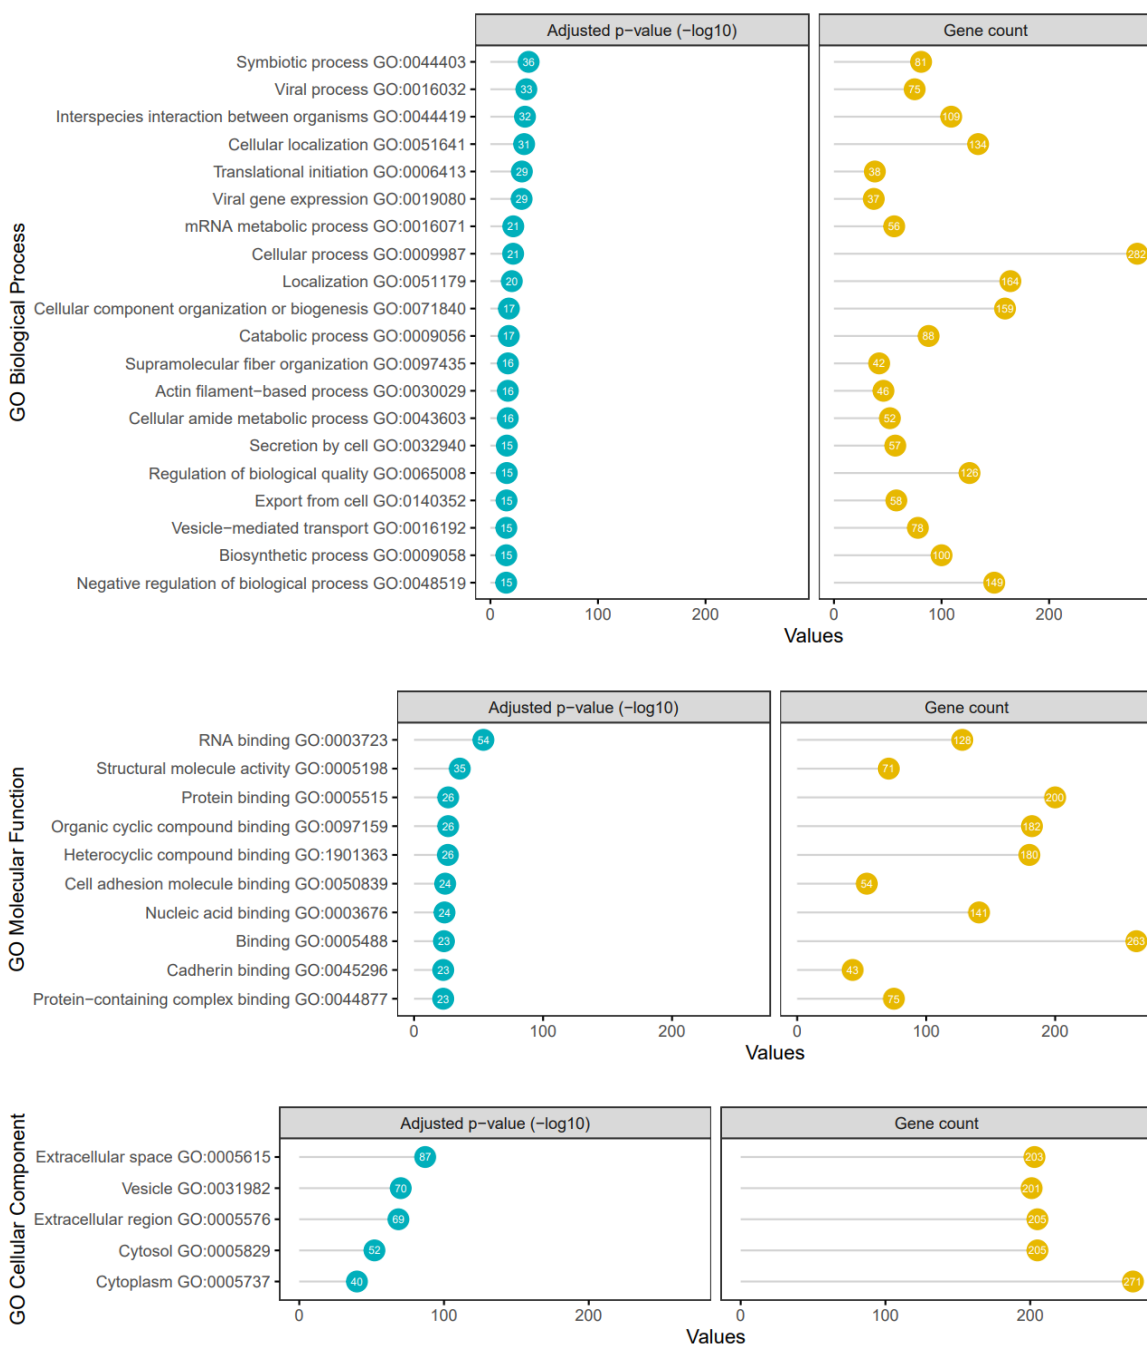 Adjusted p−value (−log10) Gene count
GO Biological Process
Symbiotic process GO:0044403 36 81
Viral process GO:0016032 33 75
Interspecies interaction between organisms GO:0044419 32 109
Cellular localization GO:0051641 31 134
Translational initiation GO:0006413 29 38
Viral gene expression GO:0019080 29 37
mRNA metabolic process GO:0016071 21 56
Cellular process GO:0009987 21 282
Localization GO:0051179 20 164
Cellular component organization or biogenesis GO:0071840 17 159
Catabolic process GO:0009056 17 88
Supramolecular fiber organization GO:0097435 16 42
Actin filament−based process GO:0030029 16 46
Cellular amide metabolic process GO:0043603 16 52
Secretion by cell GO:0032940 15 57
Regulation of biological quality GO:0065008 15 126
Export from cell GO:0140352 15 58
Vesicle−mediated transport GO:0016192 15 78
Biosynthetic process GO:0009058 15 100
Negative regulation of biological process GO:0048519 15 149
0 100 200 0 100 200
Values
Adjusted p−value (−log10) Gene count
GO Molecular Function
RNA binding GO:0003723 54 128
Structural molecule activity GO:0005198 35 71
Protein binding GO:0005515 26 200
Organic cyclic compound binding GO:0097159 26 182
Heterocyclic compound binding GO:1901363 26 180
Cell adhesion molecule binding GO:0050839 24 54
Nucleic acid binding GO:0003676 24 141
Binding GO:0005488 23 263
Cadherin binding GO:0045296 23 43
Protein−containing complex binding GO:0044877 23 75
0 100 200 0 100 200
Values
Adjusted p−value (−log10) Gene count
GO Cellular Component
Extracellular space GO:0005615 87 203
Vesicle GO:0031982 70 201
Extracellular region GO:0005576 69 205
Cytosol GO:0005829 52 205
Cytoplasm GO:0005737 40 271
0 100 200 0 100 200
Values